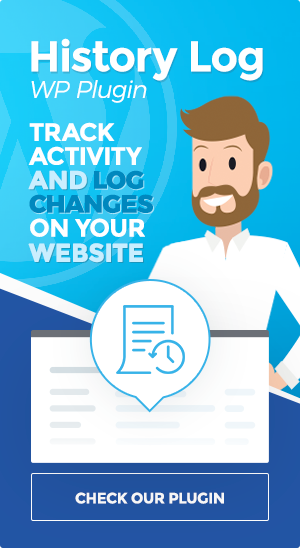 History Log
WP Plugin
TRACK
ACTIVITY
AND LOG
CHANGES
ON YOUR
WEBSITE
CHECK OUR PLUGIN